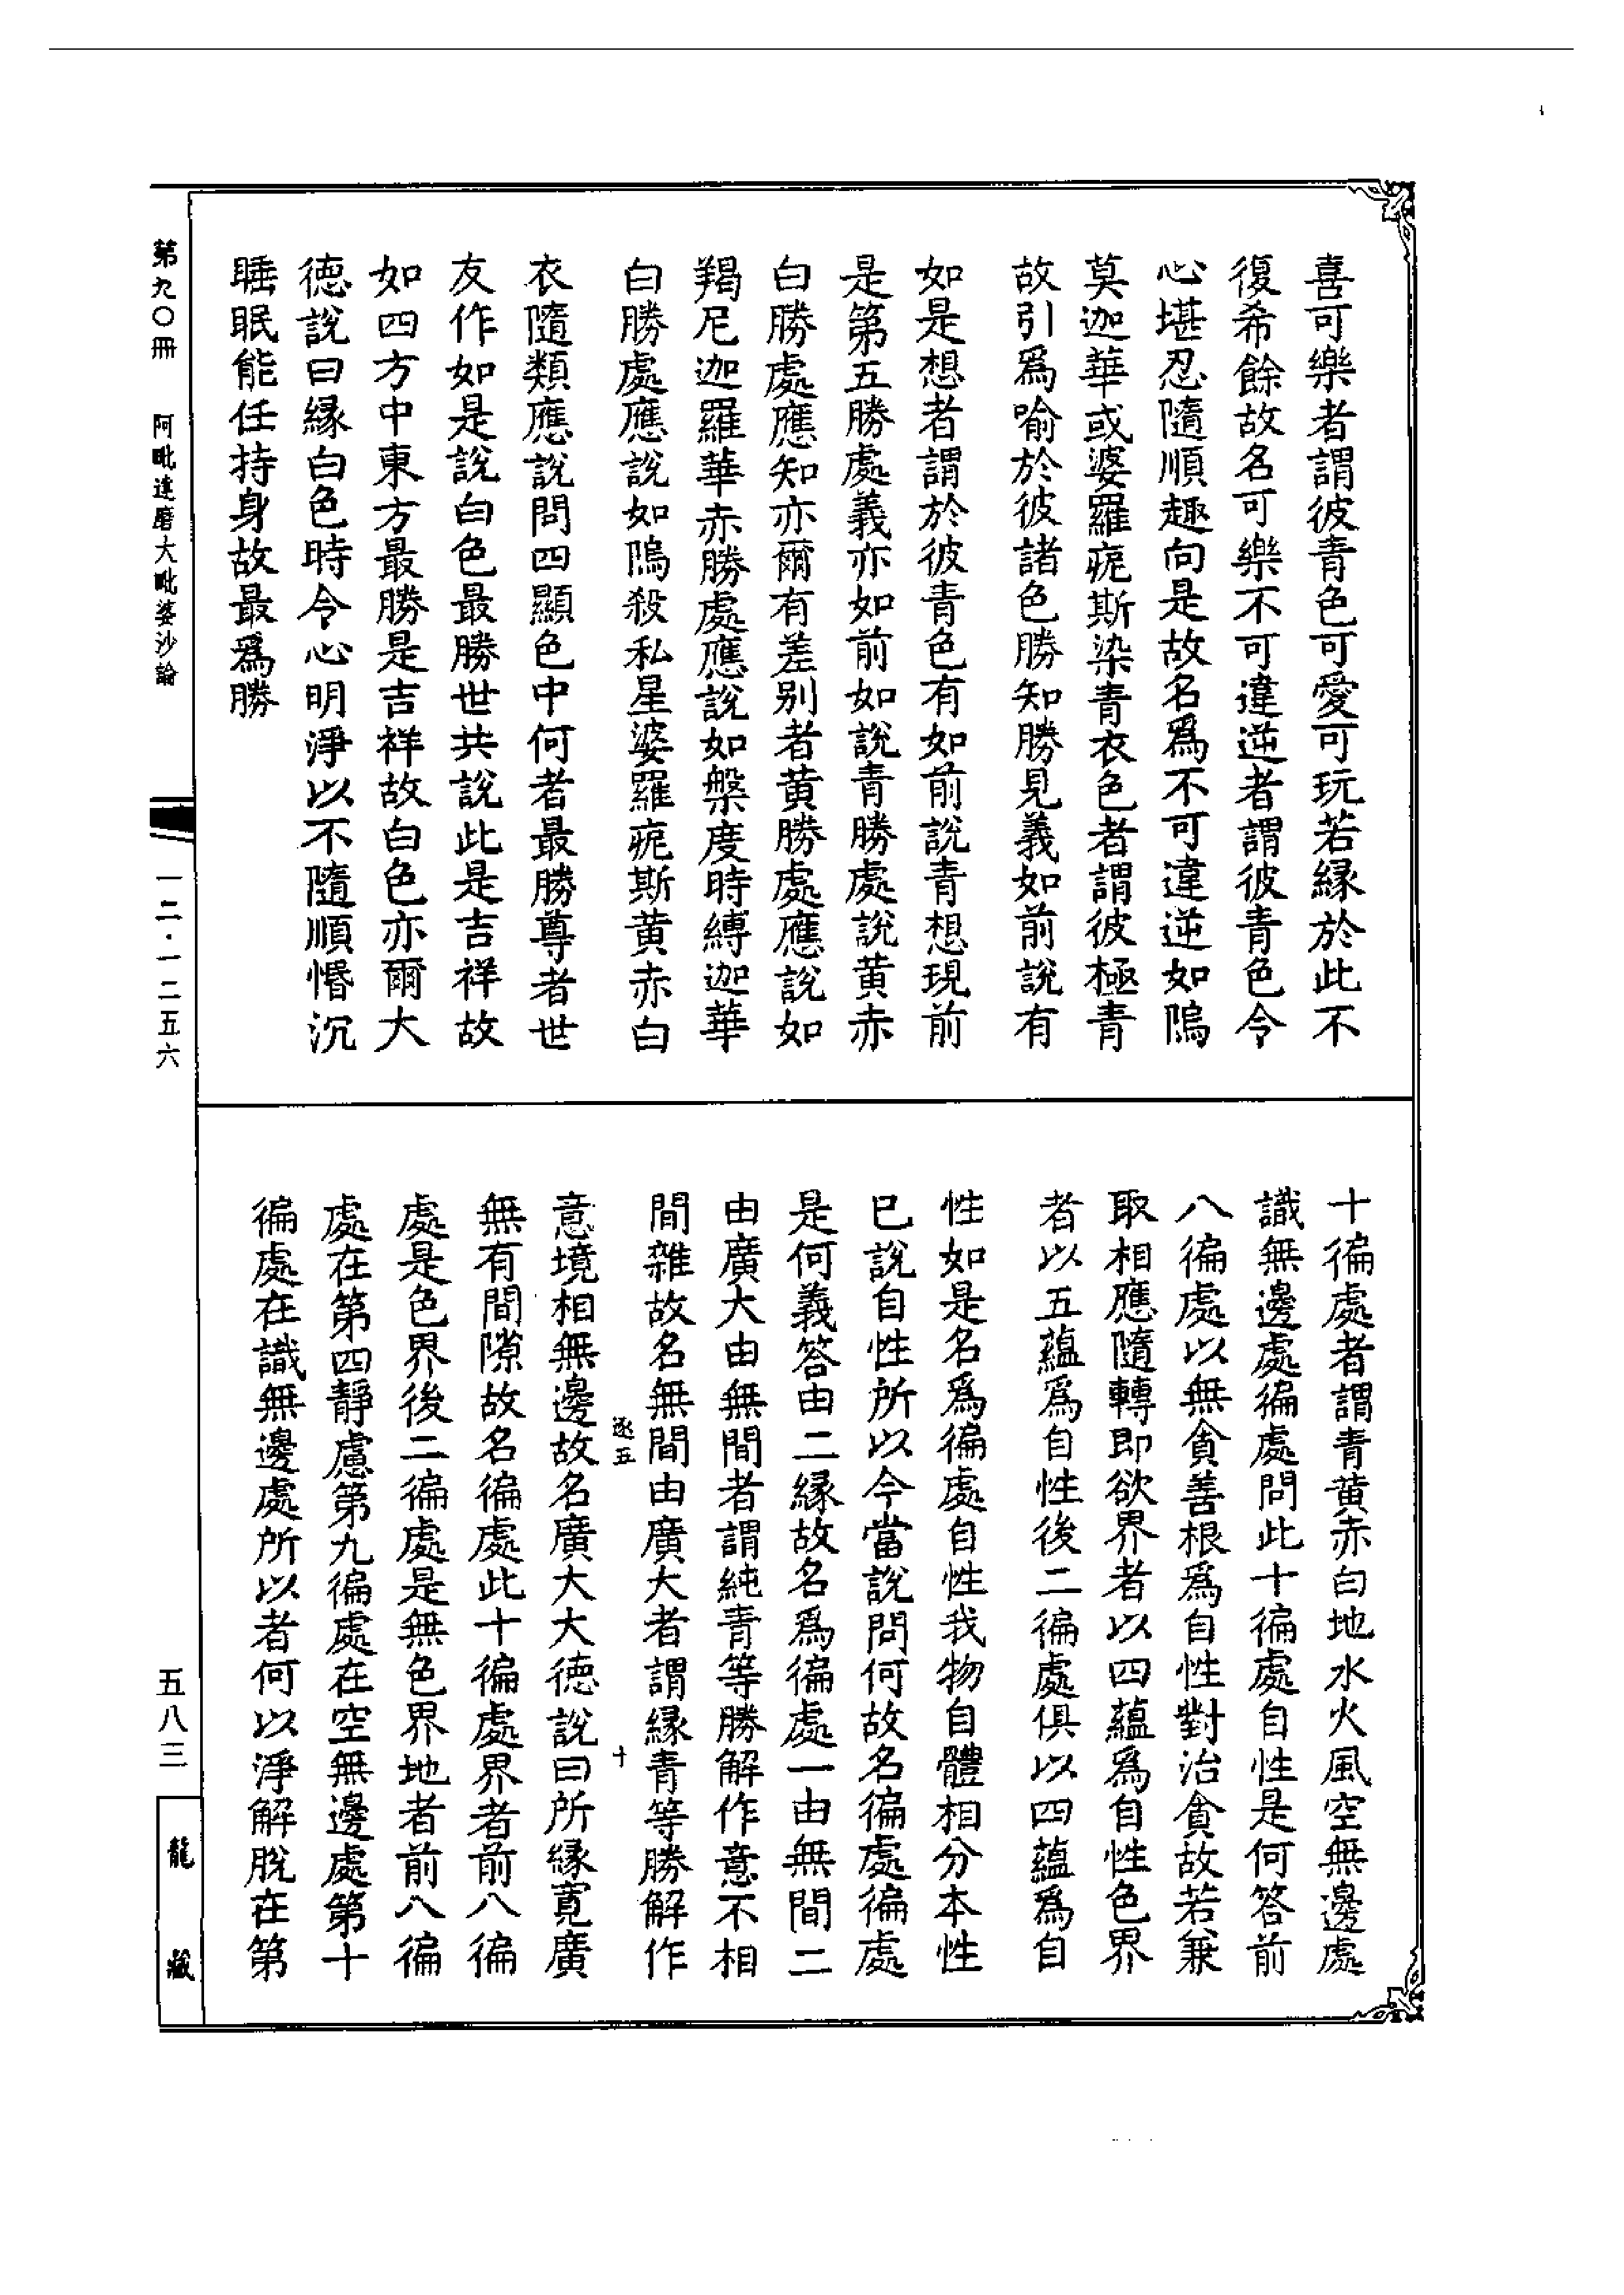 喜可樂者謂彼青色可愛可玩若緣於此不
復希餘故名可樂不可違逆者謂彼青色令
心堪忍隨順趣向是故名爲不可違逆如鄔
莫迦華或婆羅痆斯染青衣色者謂彼極青
故引爲喻於彼諸色勝知勝見義如前說有
如是想者謂於彼青色有如前說青想現前
是第五勝處義亦如前如說青勝處說黃赤
白勝處應知亦爾有差别者黃勝處應說如
羯尼迦羅華赤勝處應說如槃度時縛迦華
白勝處應說如鄔殺私星婆羅痆斯黃赤白
衣隨類應說問四顯色中何者最勝尊者世
友作如是說白色最勝世共說此是吉祥故
如四方中東方最勝是吉祥故白色亦爾大
德說曰緣白色時令心明淨以不隨順惛沉
睡眠能任持身故最爲勝
十徧處者謂青黃赤白地水火風空無邊處
識無邊處徧處問此十徧處自性是何答前
八徧處以無貪善根爲自性對治貪故若兼
取相應隨轉即欲界者以四蘊爲自性色界
者以五蘊爲自性後二徧處俱以四蘊爲自
性如是名爲徧處自性我物自體相分本性
已說自性所以今當說問何故名徧處徧處
是何義答由二緣故名爲徧處一由無間二
由廣大由無間者謂純青等勝解作意不相
間雜故名無間由廣大者謂緣青等勝解作
逐五
十
意境相無邊故名廣大大德說曰所緣寬廣
無有間隙故名徧處此十徧處界者前八徧
處是色界後二徧處是無色界地者前八徧
處在第四靜慮第九徧處在空無邊處第十
徧處在識無邊處所以者何以淨解脫在第
第九〇冊 阿毗達磨大毗婆沙論
一二·一二五六
五八三
龍藏